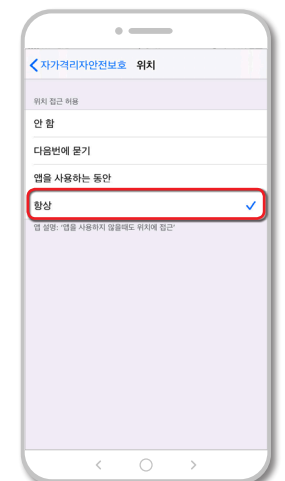 자가격리자안전보호 위치
위치 접근 허용
안 함
다음번에 묻기
앱을 사용하는 동안
항상
앱 설명: '앱을 사용하지 않을때도 위치에 접근'